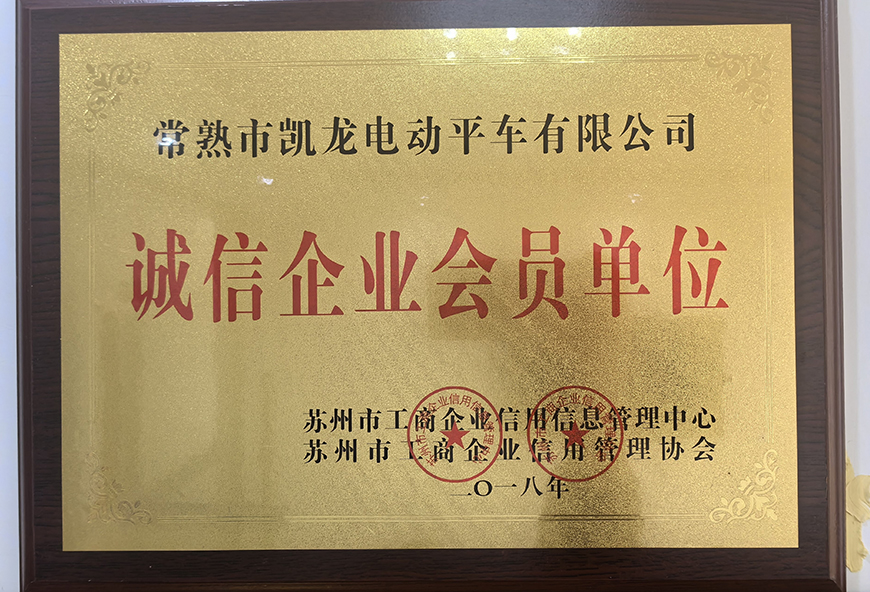 常熟市凯龙电动平车有限公司
诚信企业会员单位
苏州市工商企业信用信息管理中心
苏州市工商企业信用管理协会
二〇一八年